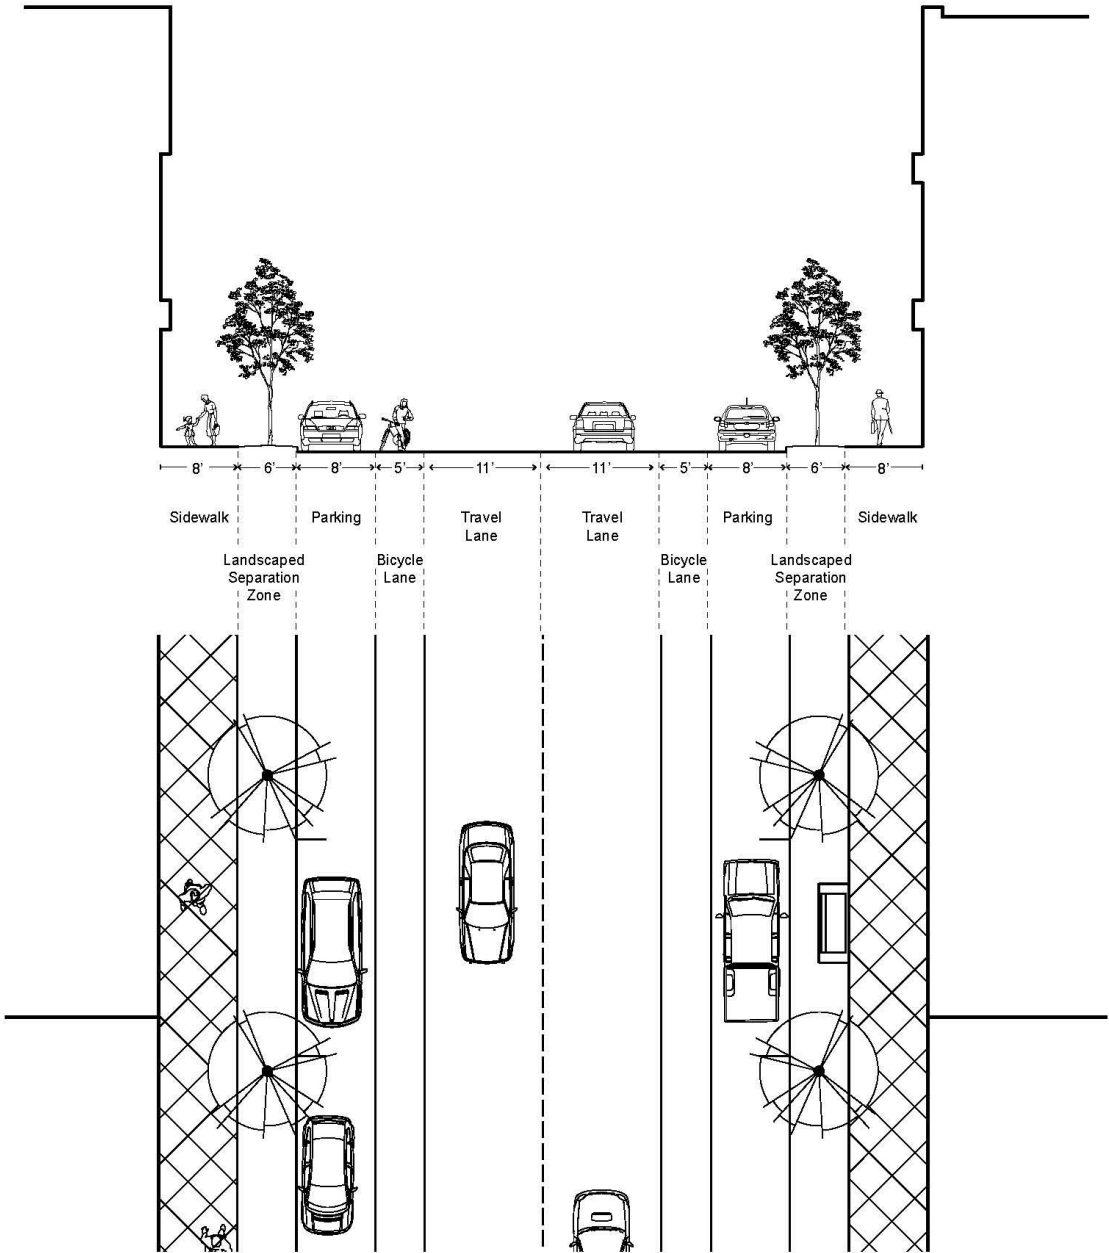 8' 6' 8' 5' 11' 11' 5' 8' 6' 8'
Sidewalk Parking Travel Lane Travel Lane Parking Sidewalk
Landscaped Separation Zone Bicycle Lane Bicycle Lane Landscaped Separation Zone